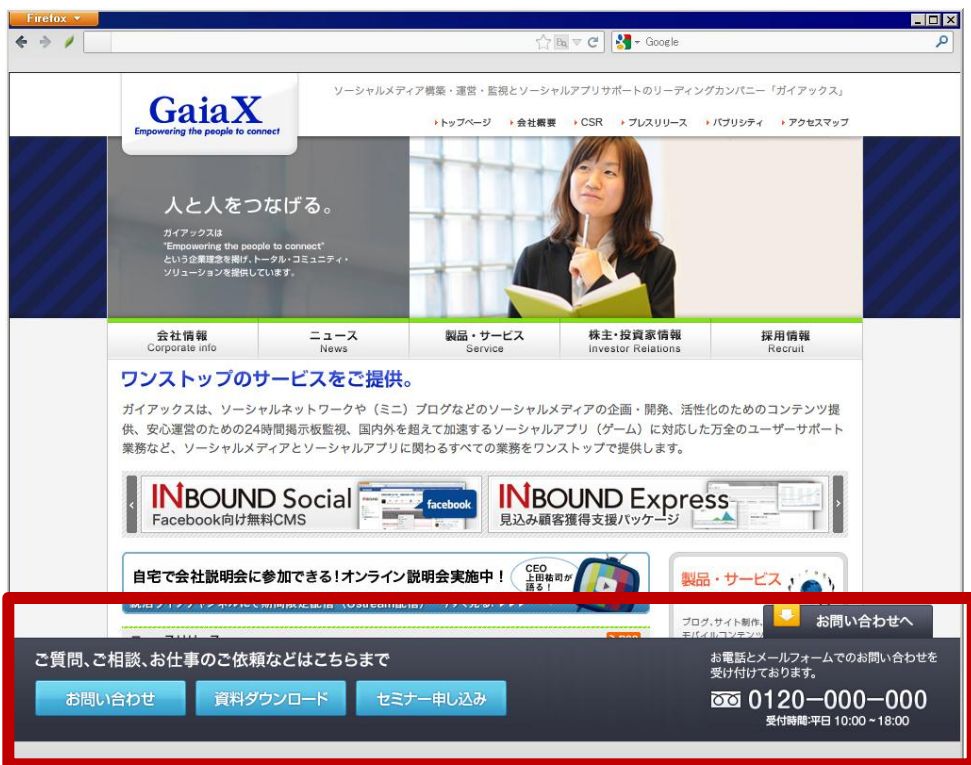 Firefox
Google
ソーシャルメディア構築・運営・監視とソーシャルアプリサポートのリーディングカンパニー「ガイアックス」
GaiaX
Empowering the people to connect
トップページ 会社概要 CSR プレスリリース パブリシティ アクセスマップ
人と人をつなげる。
ガイアックスは
"Empowering the people to connect"
という企業理念を掲げ、トータル・コミュニティ・
ソリューションを提供しています。
会社情報 ニュース 製品・サービス 株主・投資家情報 採用情報
Corporate info News Service Investor Relations Recruit
ワンストップのサービスをご提供。
ガイアックスは、ソーシャルネットワークや（ミニ）ブログなどのソーシャルメディアの企画・開発、活性化のためのコンテンツ提
供、安心運営のための24時間掲示板監視、国内外を超えて加速するソーシャルアプリ（ゲーム）に対応した万全のユーザーサポート
業務など、ソーシャルメディアとソーシャルアプリに関わるすべての業務をワンストップで提供します。
INBOUND Social
Facebook向け無料CMS
facebook
INBOUND Express
見込み顧客獲得支援パッケージ
自宅で会社説明会に参加できる！オンライン説明会実施中！
CEO
上田祐司が
語る！
製品・サービス
ブログ、サイト制作、
お問い合わせへ
ご質問、ご相談、お仕事のご依頼などはこちらまで
お問い合わせ 資料ダウンロード セミナー申し込み
お電話とメールフォームでのお問い合わせを
受け付けております。
0120-000-000
受付時間:平日 10:00 ~ 18:00